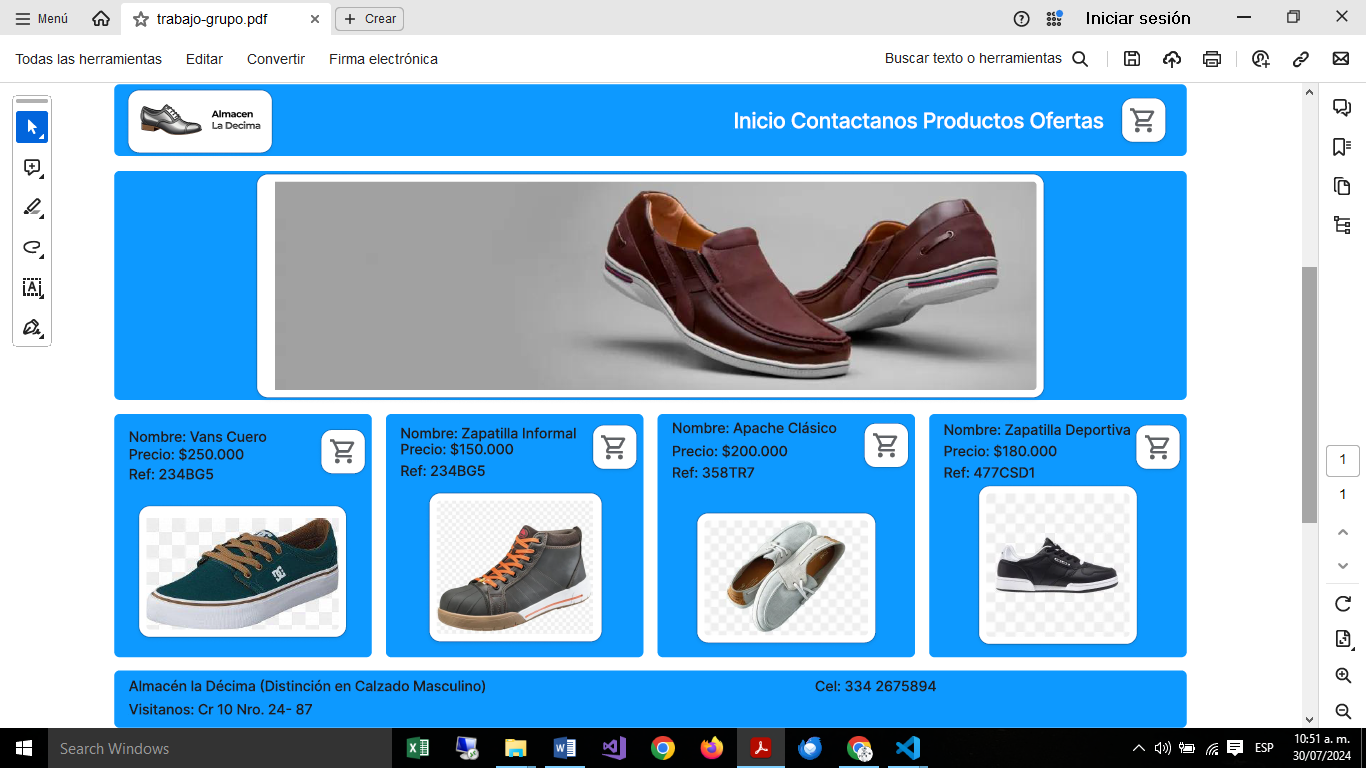 Menú
trabajo-grupo.pdf
Crear
Iniciar sesión
Todas las herramientas Editar Convertir Firma electrónica
Buscar texto o herramientas
Almacen
La Decima
Inicio Contactanos Productos Ofertas
Nombre: Vans Cuero
Precio: $250.000
Ref: 234BG5
Nombre: Zapatilla Informal
Precio: $150.000
Ref: 234BG5
Nombre: Apache Clásico
Precio: $200.000
Ref: 358TR7
Nombre: Zapatilla Deportiva
Precio: $180.000
Ref: 477CSD1
Almacén la Décima (Distinción en Calzado Masculino)
Cel: 334 2675894
Visitanos: Cr 10 Nro. 24- 87
1
1
Search Windows
ESP
10:51 a. m.
30/07/2024